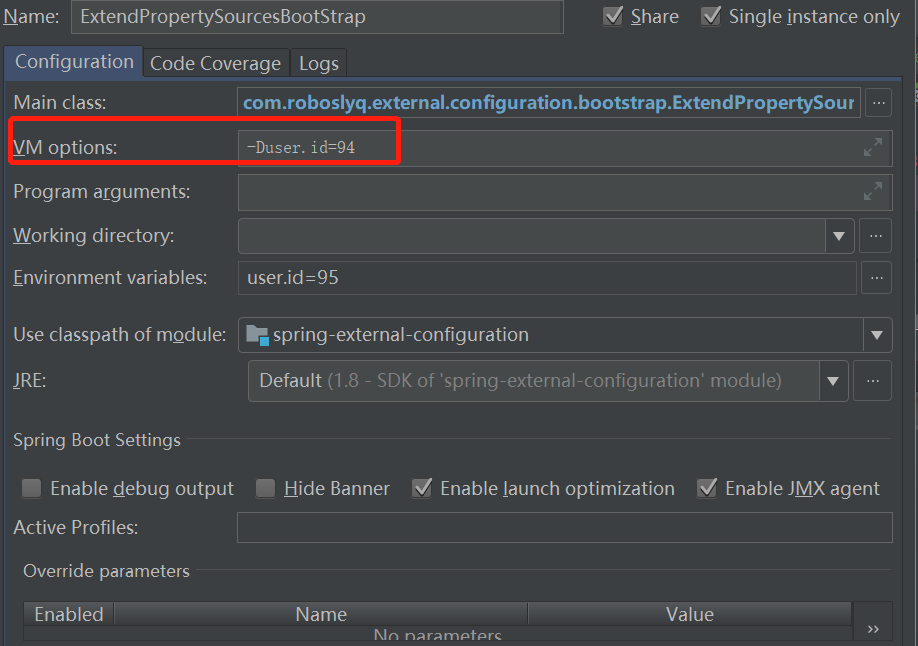 Name: ExtendPropertySourcesBootStrap Share Single instance only
Configuration Code Coverage Logs
Main class: com.roboslyq.external.configuration.bootstrap.ExtendPropertySour ...
VM options: -Duser.id=94
Program arguments:
Working directory: ...
Environment variables: user.id=95 ...
Use classpath of module: spring-external-configuration
JRE: Default (1.8 - SDK of 'spring-external-configuration' module) ...
Spring Boot Settings
Enable debug output Hide Banner Enable launch optimization Enable JMX agent
Active Profiles:
Override parameters
Enabled Name Value
No parameters »